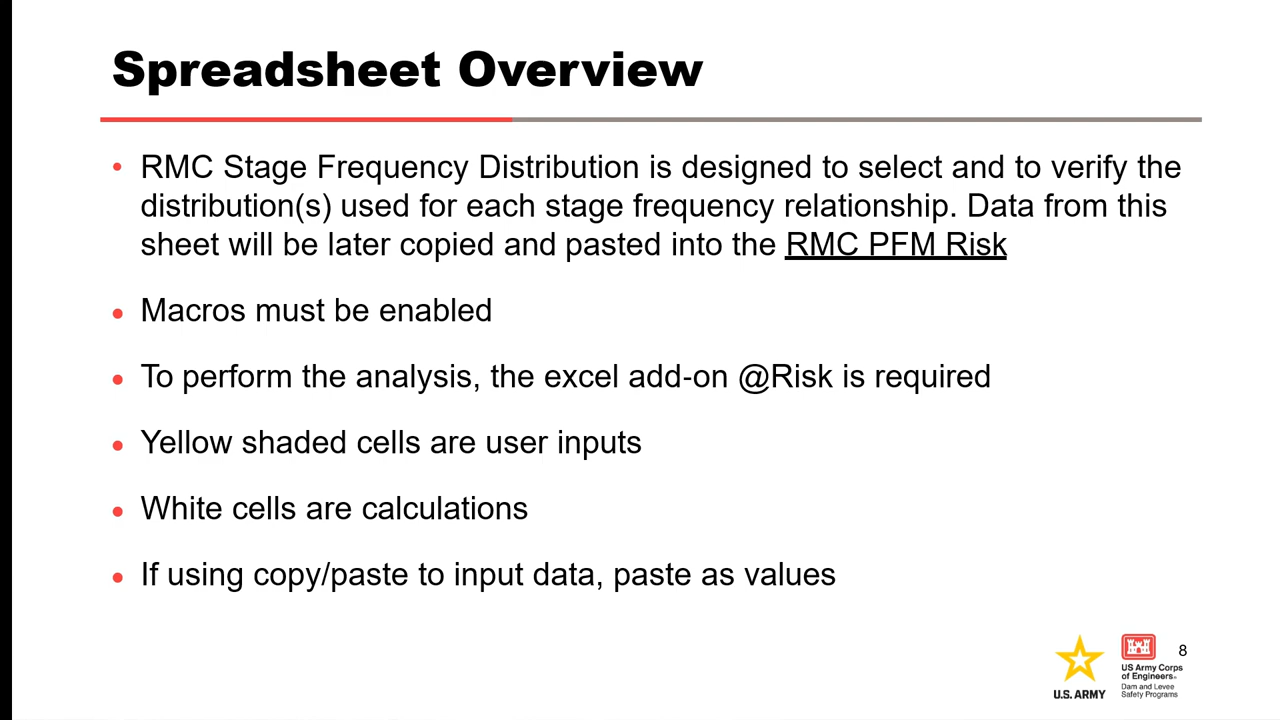 Spreadsheet Overview
• RMC Stage Frequency Distribution is designed to select and to verify the
distribution(s) used for each stage frequency relationship. Data from this
sheet will be later copied and pasted into the RMC PFM Risk
• Macros must be enabled
• To perform the analysis, the excel add-on @Risk is required
• Yellow shaded cells are user inputs
• White cells are calculations
• If using copy/paste to input data, paste as values
U.S. ARMY
US Army Corps
of Engineers®
Dam and Levee
Safety Programs
8